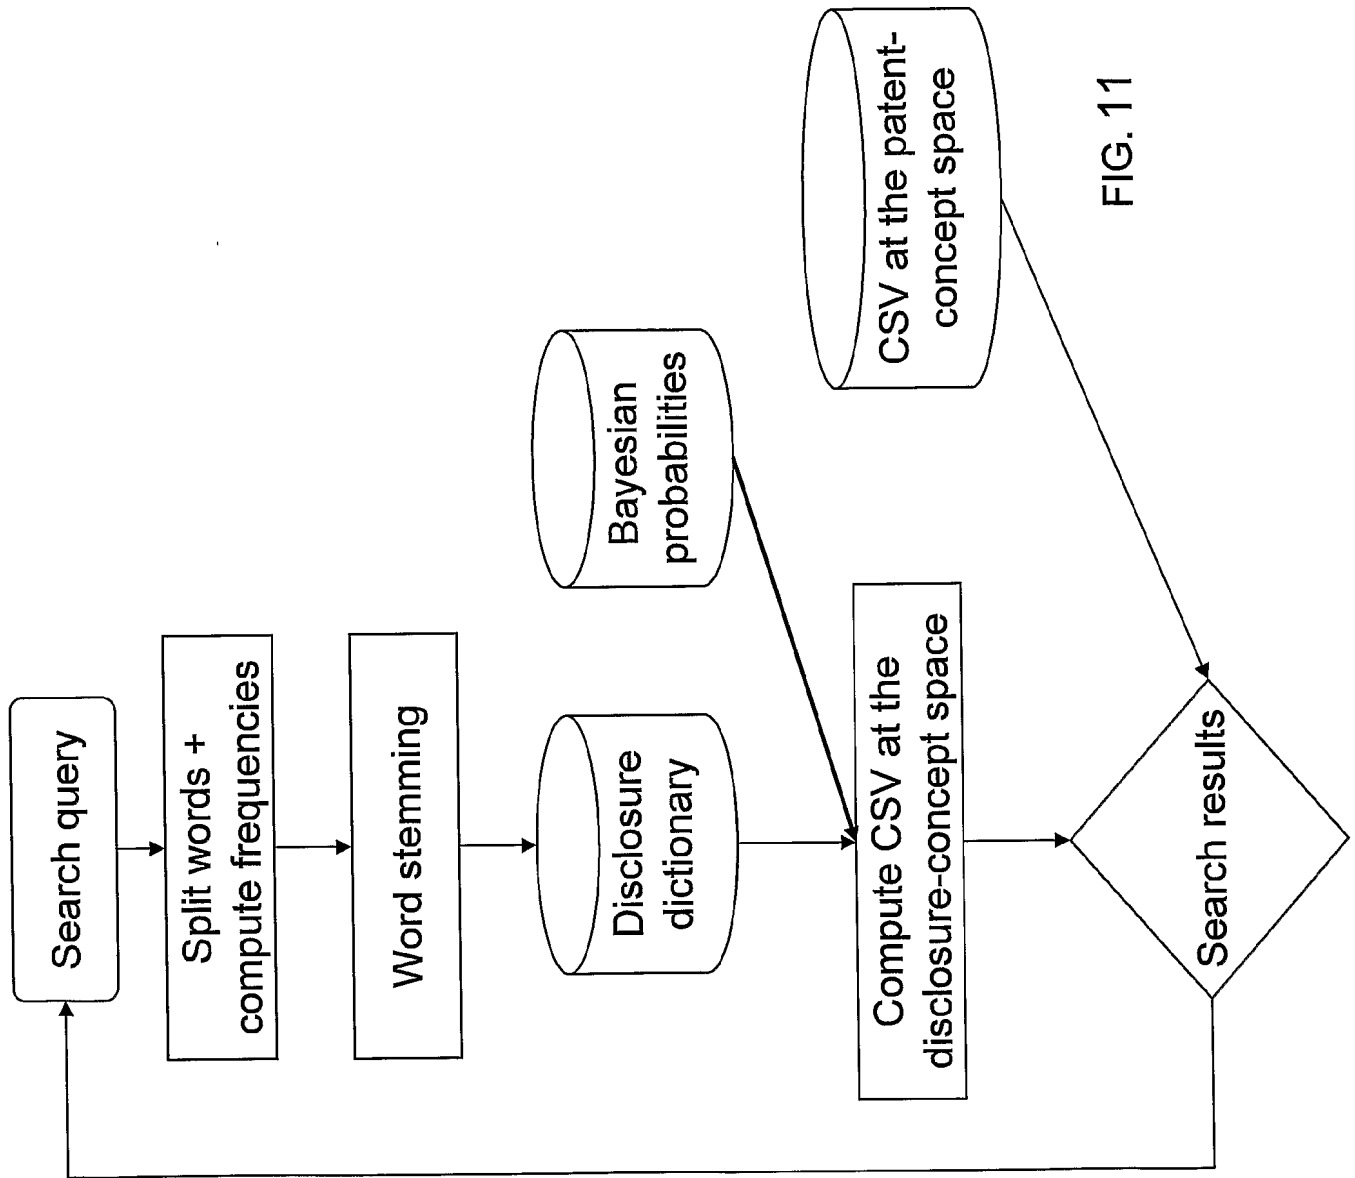 Search query
Split words +
compute frequencies
Word stemming
Disclosure
dictionary
Bayesian
probabilities
Compute CSV at the
disclosure-concept space
CSV at the patent-
concept space
Search results
FIG. 11